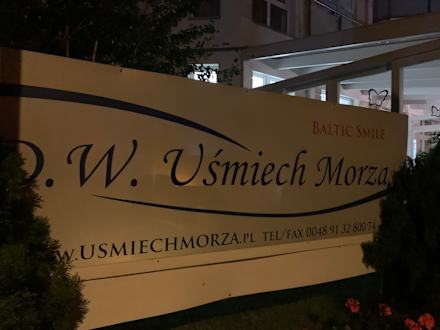 BALTIC SMILE
O.W. Uśmiech Morza
www.USMIECHMORZA.PL TEL/FAX 0048 91 32 800 74